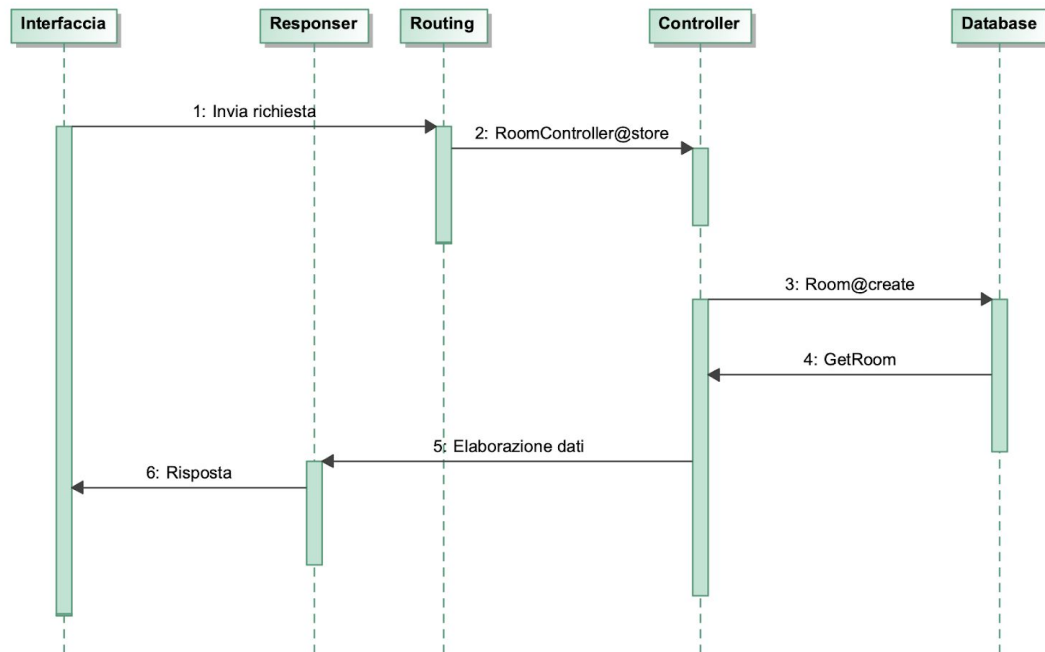 Interfaccia
Responser
Routing
Controller
Database
1: Invia richiesta
2: RoomController@store
3: Room@create
4: GetRoom
5: Elaborazione dati
6: Risposta